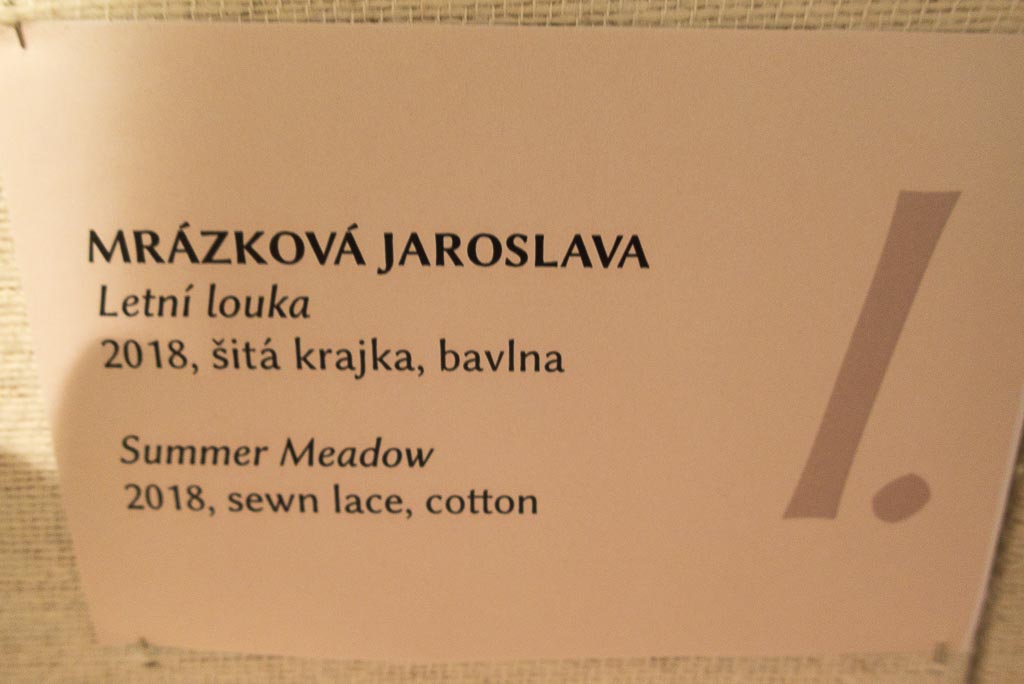 MRÁZKOVÁ JAROSLAVA
Letní louka
2018, šitá krajka, bavlna
Summer Meadow
2018, sewn lace, cotton
I.